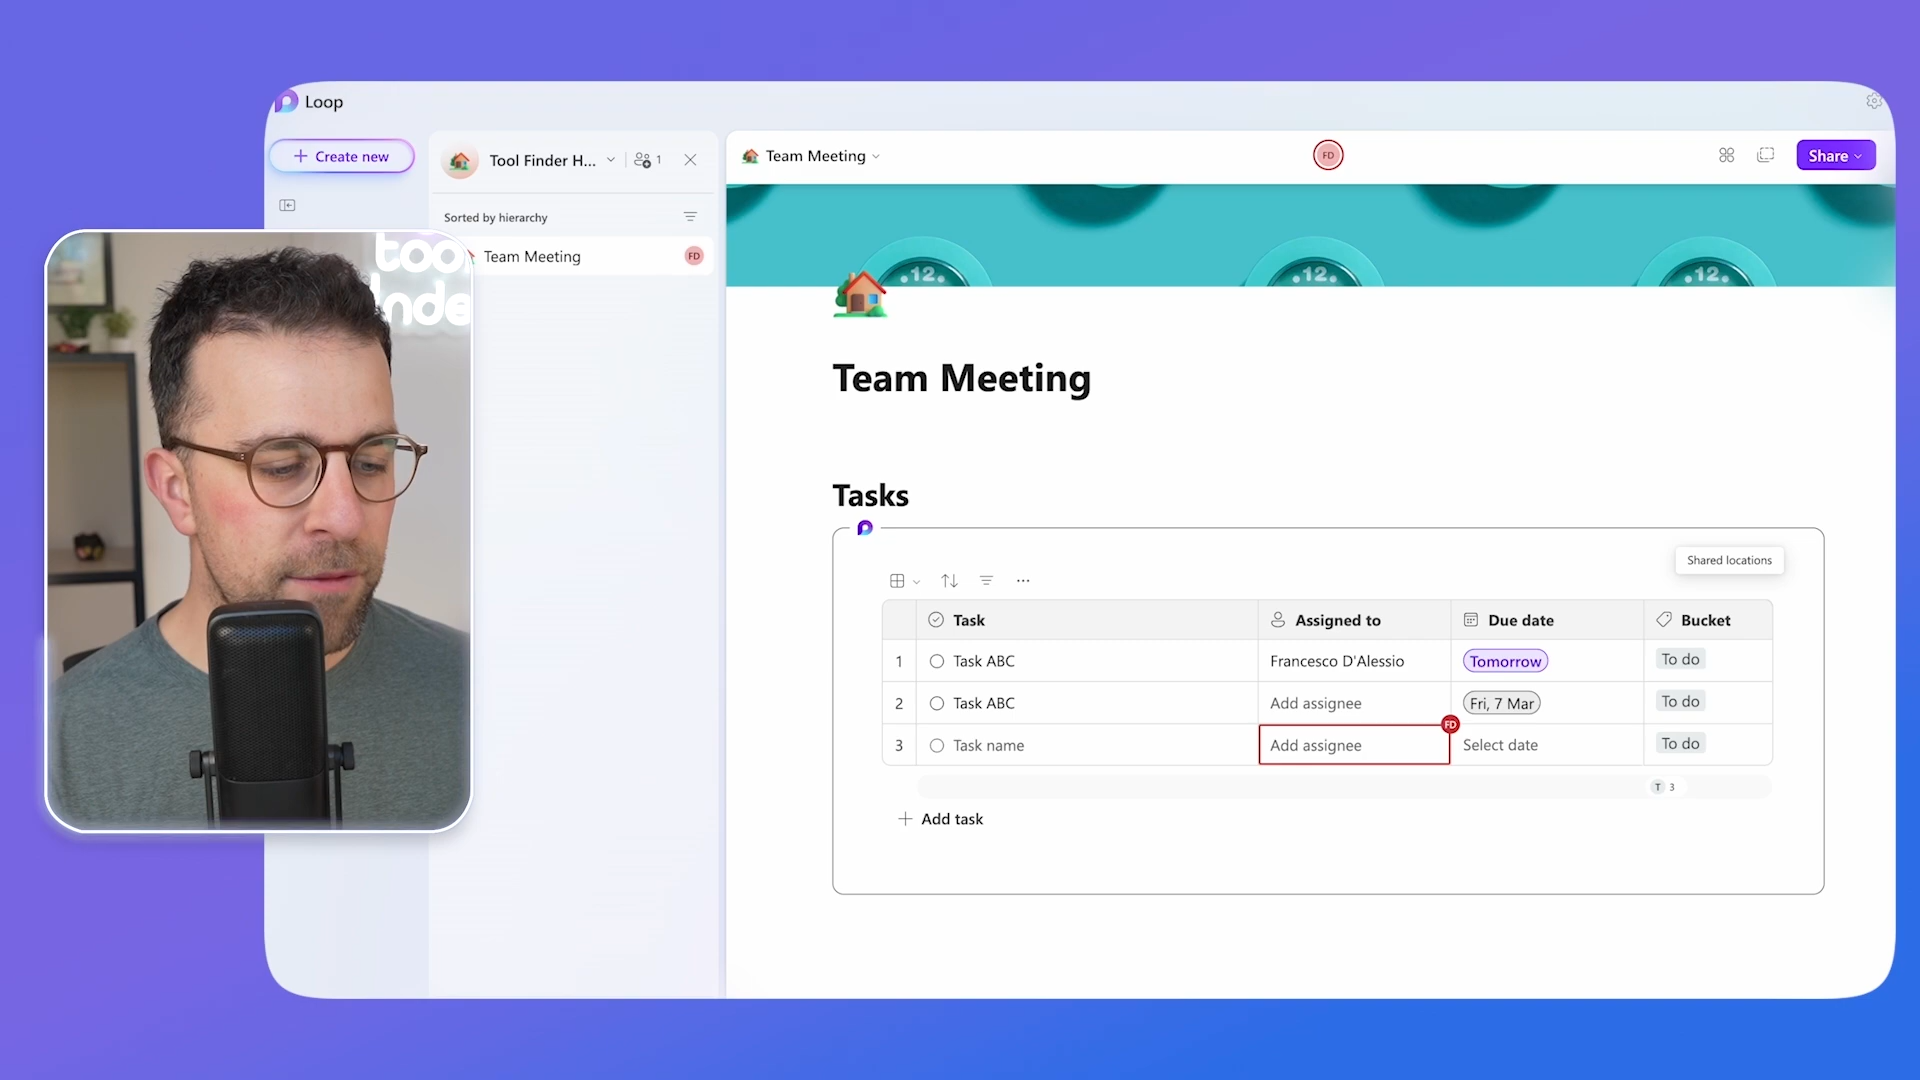 Loop
Create new
Tool Finder H...
1
Team Meeting
FD
Share
Sorted by hierarchy
Team Meeting
FD
too
nde
.12.
.12.
.12.
Team Meeting
Tasks
Shared locations
Task
Assigned to
Due date
Bucket
1
Task ABC
Francesco D'Alessio
Tomorrow
To do
2
Task ABC
Add assignee
Fri, 7 Mar
To do
FD
3
Task name
Add assignee
Select date
To do
T 3
Add task